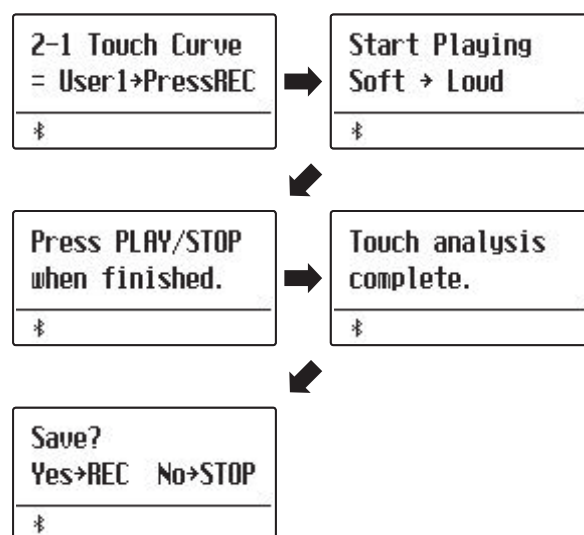 2-1 Touch Curve
= User1→PressREC
Start Playing
Soft → Loud
Press PLAY/STOP
when finished.
Touch analysis
complete.
Save?
Yes→REC No→STOP